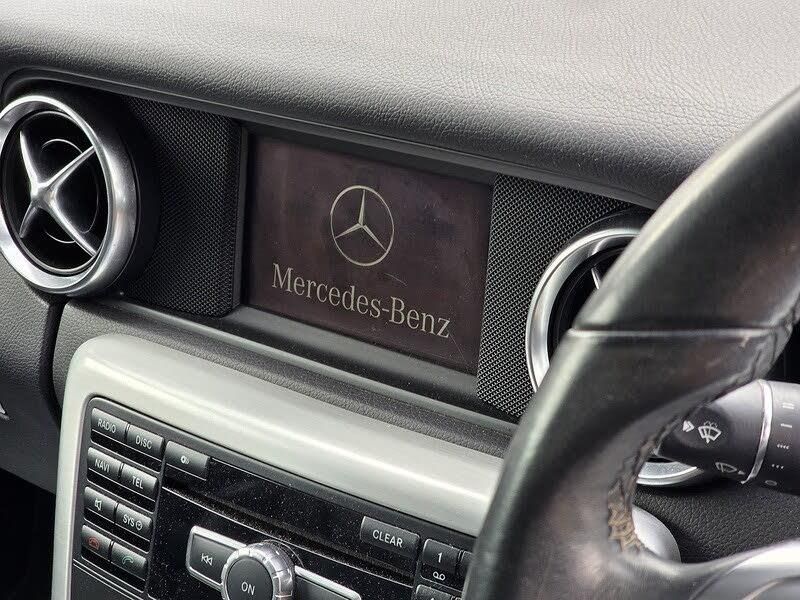 Mercedes-Benz
RADIO DISC
NAVI TEL
SYS
CLEAR 1
ON